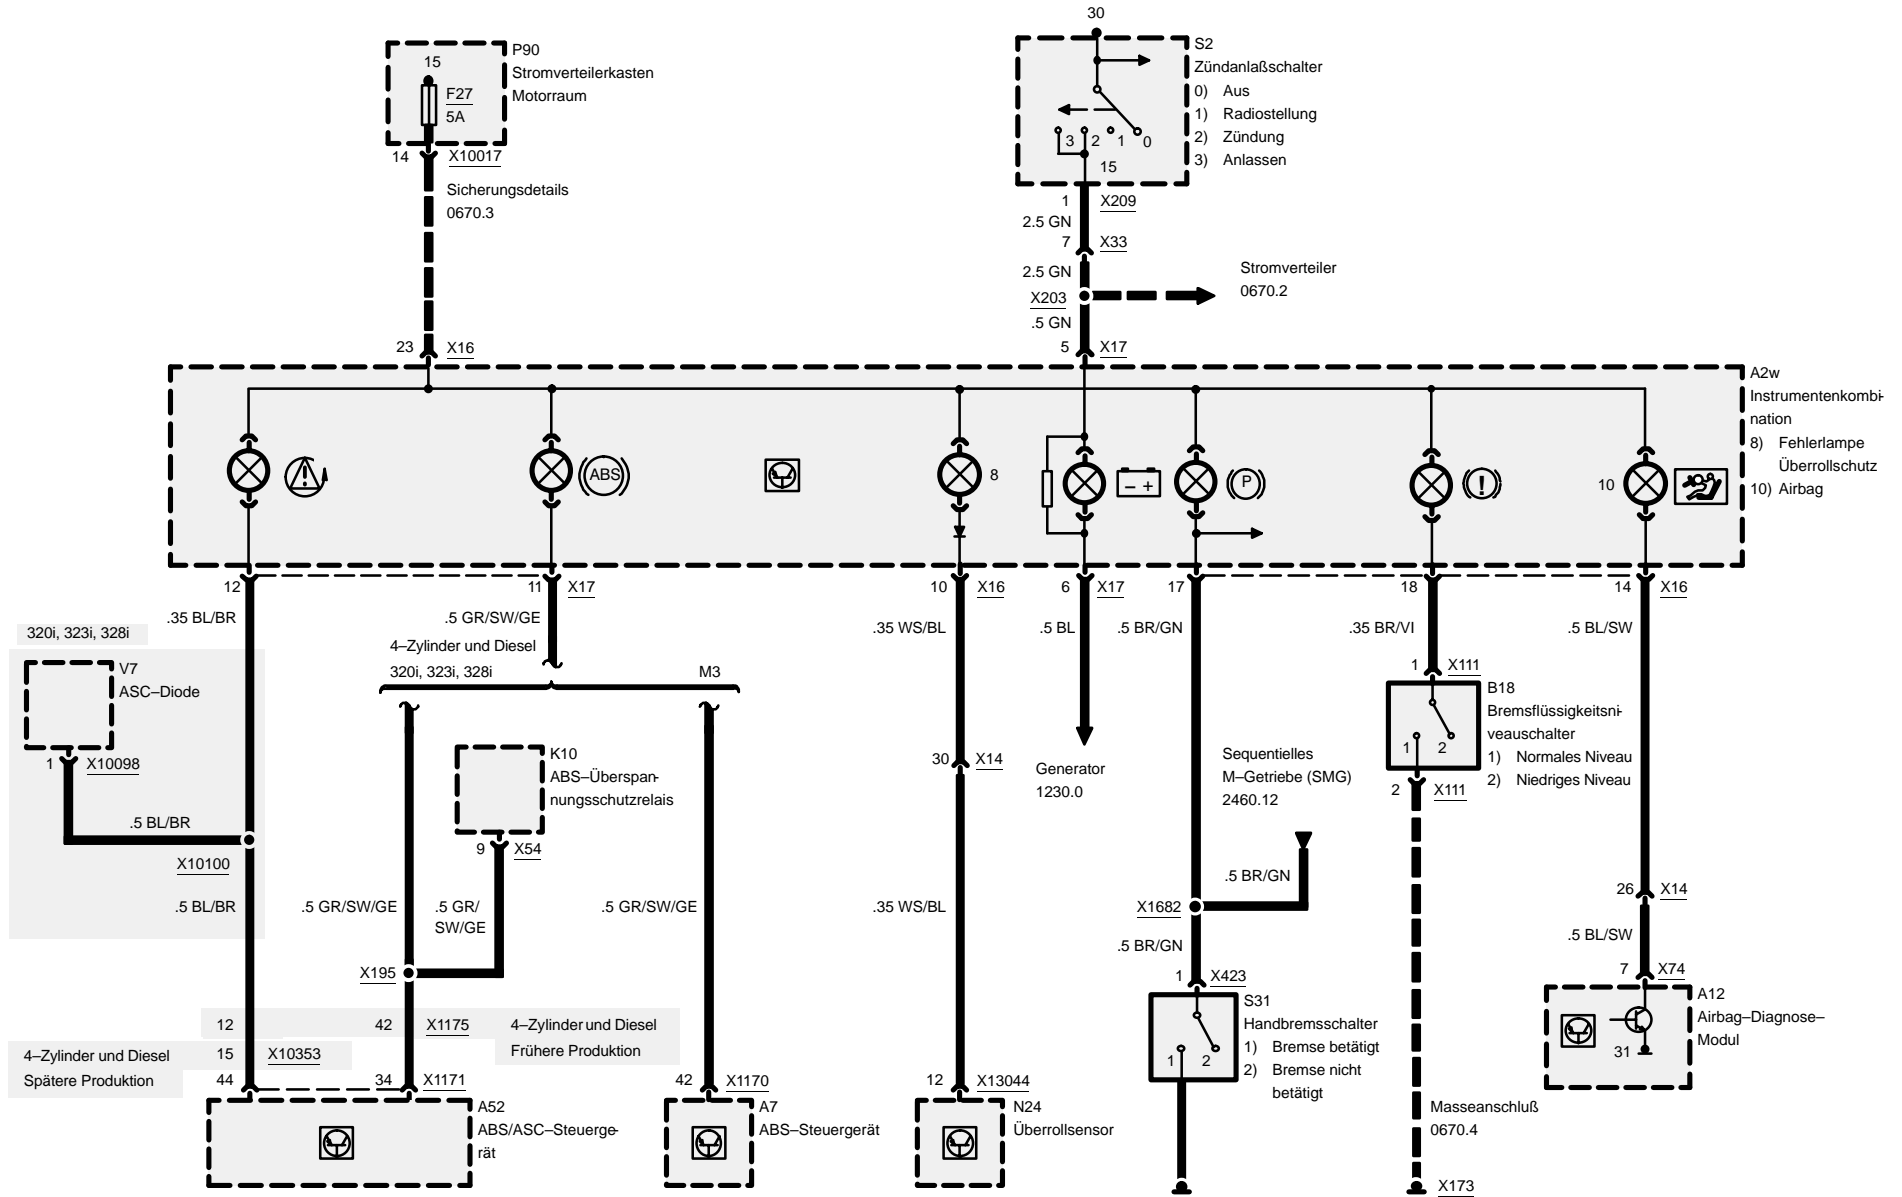 30
P90
Stromverteilerkasten
Motorraum
15
F27
5A
14 X10017
Sicherungsdetails
0670.3
S2
Zündanlaßschalter
0) Aus
1) Radiostellung
2) Zündung
3) Anlassen
3 2 1 0
15
1 X209
2.5 GN
7 X33
2.5 GN
X203
Stromverteiler
0670.2
.5 GN
23 X16
5 X17
A2w
Instrumentenkombi-
nation
8) Fehlerlampe
Überrollschutz
10) Airbag
ABS
8
– +
P
!
10
12
11 X17
10 X16
6 X17
17
18
14 X16
.35 BL/BR
.5 GR/SW/GE
.35 WS/BL
.5 BL
.5 BR/GN
.35 BR/VI
.5 BL/SW
320i, 323i, 328i
V7
ASC–Diode
1 X10098
.5 BL/BR
X10100
.5 BL/BR
4–Zylinder und Diesel
320i, 323i, 328i
M3
K10
ABS–Überspan-
nungsschutzrelais
9 X54
.5 GR/SW/GE
.5 GR/
SW/GE
.5 GR/SW/GE
X195
30 X14
.35 WS/BL
Generator
1230.0
Sequentielles
M–Getriebe (SMG)
2460.12
.5 BR/GN
X1682
.5 BR/GN
1 X423
S31
Handbremsschalter
1) Bremse betätigt
2) Bremse nicht
betätigt
1 2
1 X111
B18
Bremsflüssigkeitsni-
veauschalter
1) Normales Niveau
2) Niedriges Niveau
1 2
2 X111
Masseanschluß
0670.4
X173
26 X14
.5 BL/SW
7 X74
A12
Airbag–Diagnose–
Modul
31
12 42 X1175
4–Zylinder und Diesel
Frühere Produktion
4–Zylinder und Diesel
Spätere Produktion
15 X10353
44 34 X1171
42 X1170
12 X13044
A52
ABS/ASC–Steuerge-
rät
A7
ABS–Steuergerät
N24
Überrollsensor